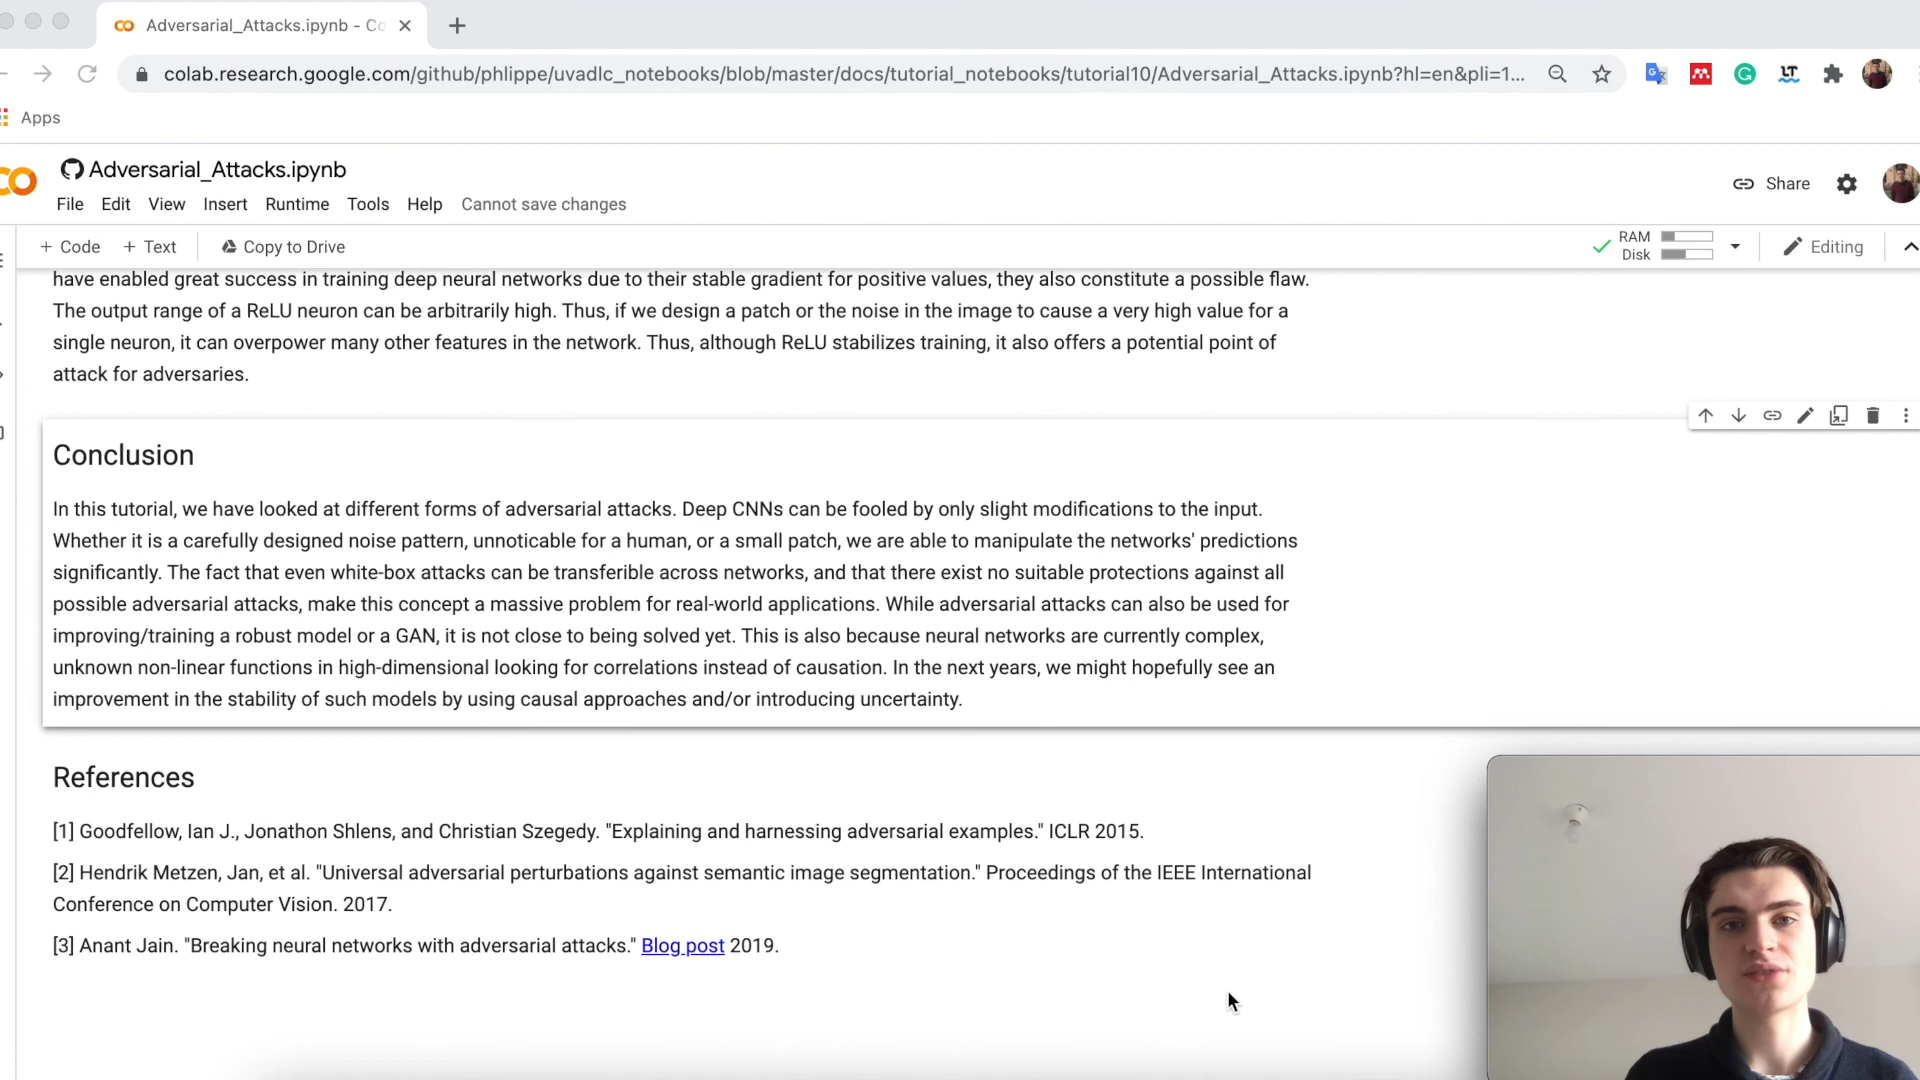 Adversarial_Attacks.ipynb - Co
colab.research.google.com/github/phlippe/uvadlc_notebooks/blob/master/docs/tutorial_notebooks/tutorial10/Adversarial_Attacks.ipynb?hl=en&pli=1...
Apps
Adversarial_Attacks.ipynb
Share
File Edit View Insert Runtime Tools Help Cannot save changes
+ Code + Text Copy to Drive
RAM
Disk
Editing
have enabled great success in training deep neural networks due to their stable gradient for positive values, they also constitute a possible flaw.
The output range of a ReLU neuron can be arbitrarily high. Thus, if we design a patch or the noise in the image to cause a very high value for a
single neuron, it can overpower many other features in the network. Thus, although ReLU stabilizes training, it also offers a potential point of
attack for adversaries.
Conclusion
In this tutorial, we have looked at different forms of adversarial attacks. Deep CNNs can be fooled by only slight modifications to the input.
Whether it is a carefully designed noise pattern, unnoticable for a human, or a small patch, we are able to manipulate the networks' predictions
significantly. The fact that even white-box attacks can be transferible across networks, and that there exist no suitable protections against all
possible adversarial attacks, make this concept a massive problem for real-world applications. While adversarial attacks can also be used for
improving/training a robust model or a GAN, it is not close to being solved yet. This is also because neural networks are currently complex,
unknown non-linear functions in high-dimensional looking for correlations instead of causation. In the next years, we might hopefully see an
improvement in the stability of such models by using causal approaches and/or introducing uncertainty.
References
[1] Goodfellow, Ian J., Jonathon Shlens, and Christian Szegedy. "Explaining and harnessing adversarial examples." ICLR 2015.
[2] Hendrik Metzen, Jan, et al. "Universal adversarial perturbations against semantic image segmentation." Proceedings of the IEEE International
Conference on Computer Vision. 2017.
[3] Anant Jain. "Breaking neural networks with adversarial attacks." Blog post 2019.